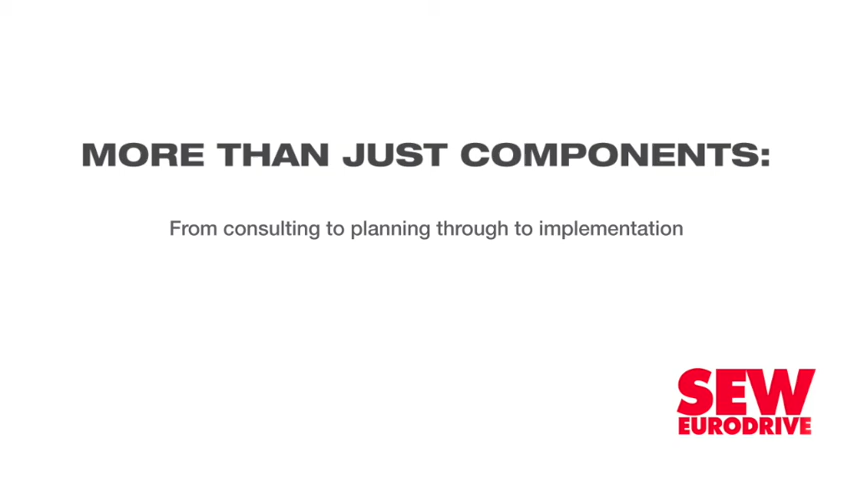 MORE THAN JUST COMPONENTS:
From consulting to planning through to implementation
SEW
EURODRIVE